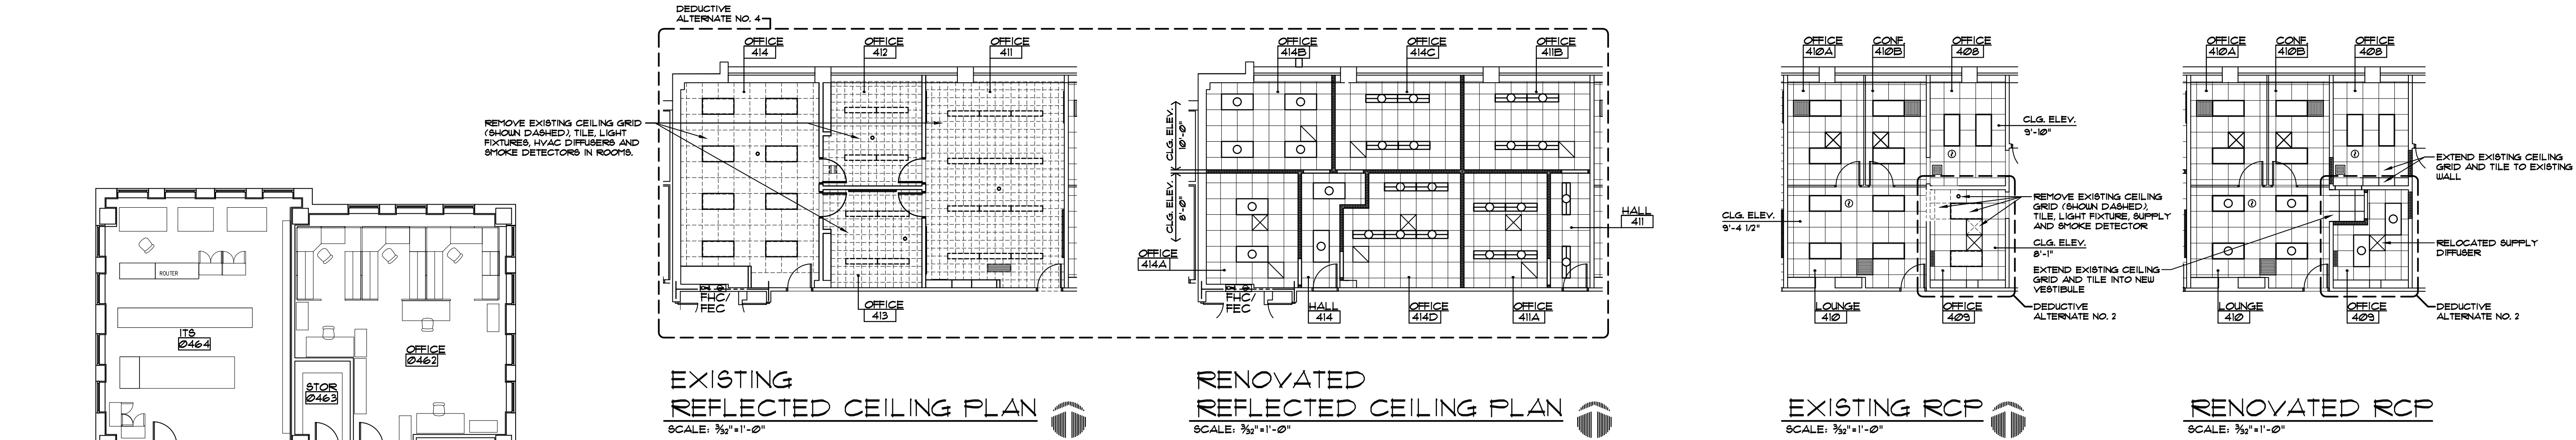 ITS
0464
ROUTER
STOR
0463
OFFICE
0462
DEDUCTIVE
ALTERNATE NO. 4
OFFICE
414
OFFICE
412
OFFICE
411
REMOVE EXISTING CEILING GRID
(SHOWN DASHED), TILE, LIGHT
FIXTURES, HVAC DIFFUSERS AND
SMOKE DETECTORS IN ROOMS.
FHC/
FEC
OFFICE
413
EXISTING
REFLECTED CEILING PLAN
SCALE: 3/32"=1'-0"
OFFICE
414B
OFFICE
414C
OFFICE
411B
CLG. ELEV.
10'-0"
CLG. ELEV.
8'-0"
OFFICE
414A
FHC/
FEC
HALL
414
OFFICE
414D
OFFICE
411A
HALL
411
RENOVATED
REFLECTED CEILING PLAN
SCALE: 3/32"=1'-0"
OFFICE
410A
CONF.
410B
OFFICE
408
CLG. ELEV.
9'-10"
CLG. ELEV.
9'-4 1/2"
REMOVE EXISTING CEILING
GRID (SHOWN DASHED),
TILE, LIGHT FIXTURE, SUPPLY
AND SMOKE DETECTOR
CLG. ELEV.
8'-1"
EXTEND EXISTING CEILING
GRID AND TILE INTO NEW
VESTIBULE
DEDUCTIVE
ALTERNATE NO. 2
LOUNGE
410
OFFICE
409
EXISTING RCP
SCALE: 3/32"=1'-0"
OFFICE
410A
CONF.
410B
OFFICE
408
EXTEND EXISTING CEILING
GRID AND TILE TO EXISTING
WALL
RELOCATED SUPPLY
DIFFUSER
DEDUCTIVE
ALTERNATE NO. 2
LOUNGE
410
OFFICE
409
RENOVATED RCP
SCALE: 3/32"=1'-0"